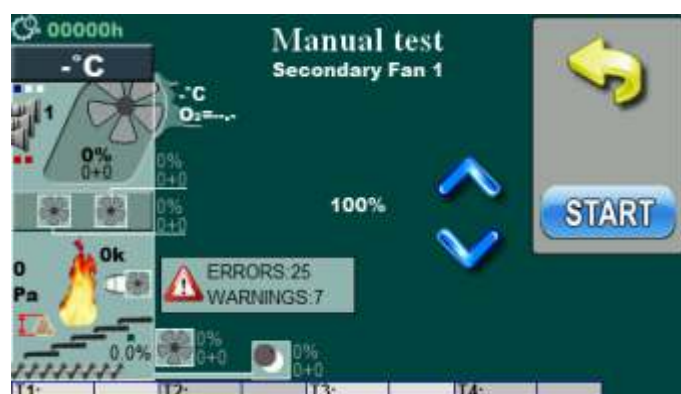 00000h
Manual test
Secondary Fan 1
-°C
-°C
O₂=--.-
1
0%
0+0
0%
0+0
0%
0+0
100%
START
0k
0
Pa
ERRORS:25
WARNINGS:7
0.0%
0%
0+0
0%
0+0
T1:
T2:
T3:
T4: